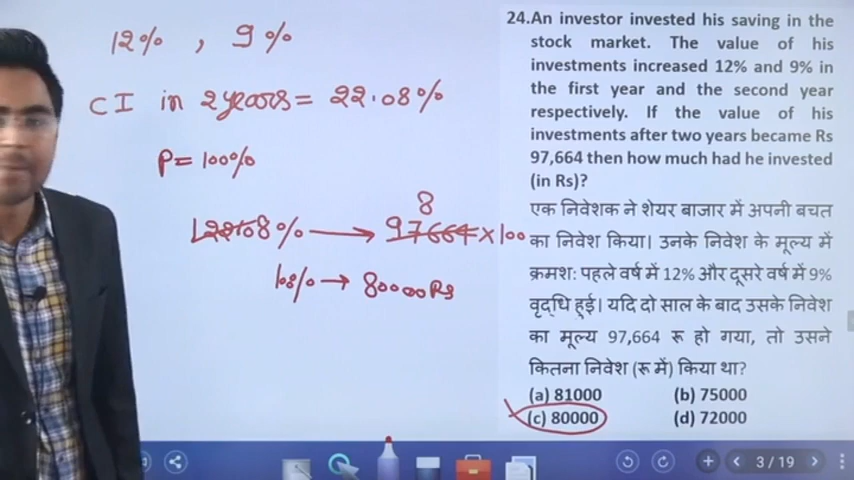 12%, 9%
CI in 2years = 22.08%
P = 100%
8
122.08% → 97664 x 100
100% → 80000 Rs
24.An investor invested his saving in the
stock market. The value of his
investments increased 12% and 9% in
the first year and the second year
respectively. If the value of his
investments after two years became Rs
97,664 then how much had he invested
(in Rs)?
एक निवेशक ने शेयर बाजार में अपनी बचत
का निवेश किया। उनके निवेश के मूल्य में
क्रमश: पहले वर्ष में 12% और दूसरे वर्ष में 9%
वृद्धि हुई। यदि दो साल के बाद उसके निवेश
का मूल्य 97,664 रू हो गया, तो उसने
कितना निवेश (रू में) किया था?
(a) 81000 (b) 75000
(c) 80000 (d) 72000
3 / 19